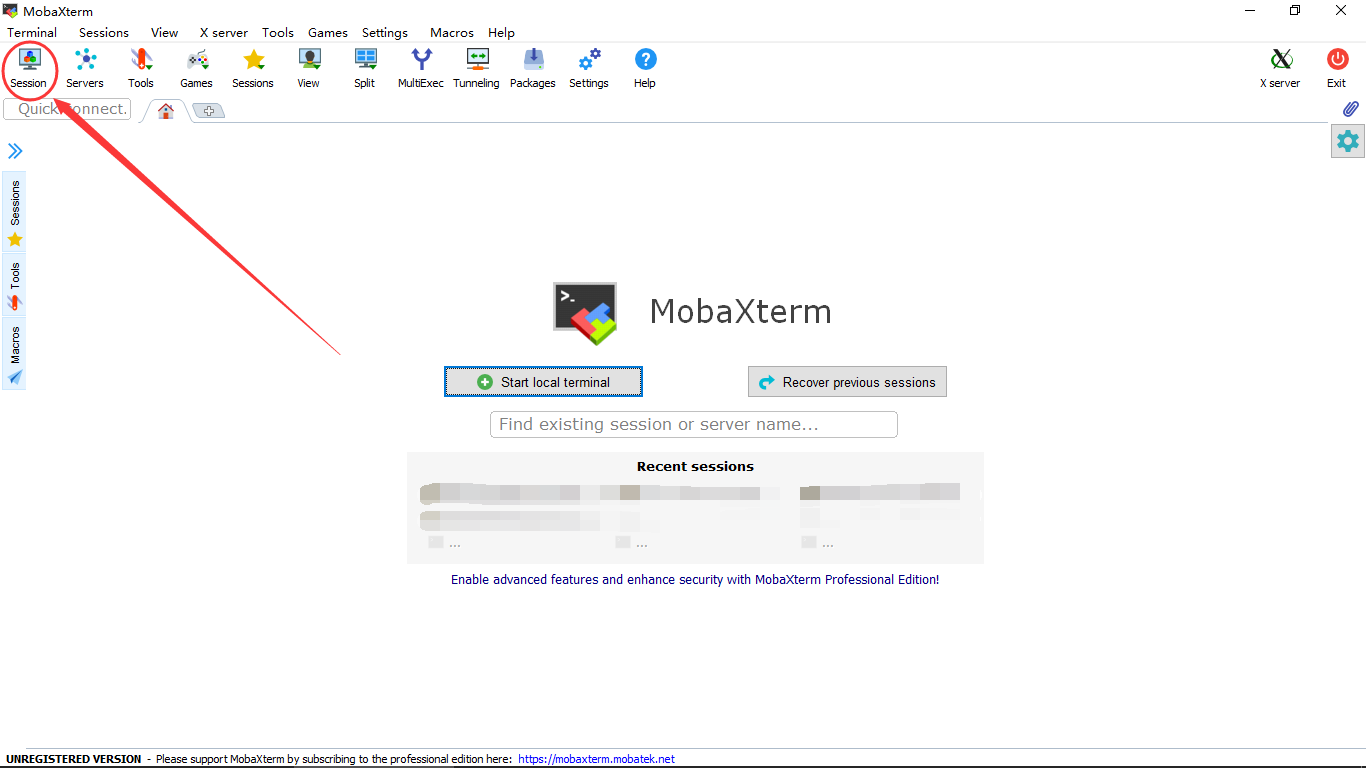 MobaXterm
Terminal Sessions View X server Tools Games Settings Macros Help
Session Servers Tools Games Sessions View Split MultiExec Tunneling Packages Settings Help X server Exit
Quick connect.
Sessions
Tools
Macros
>_
MobaXterm
Start local terminal Recover previous sessions
Find existing session or server name...
Recent sessions
... ... ...
Enable advanced features and enhance security with MobaXterm Professional Edition!
UNREGISTERED VERSION - Please support MobaXterm by subscribing to the professional edition here: https://mobaxterm.mobatek.net